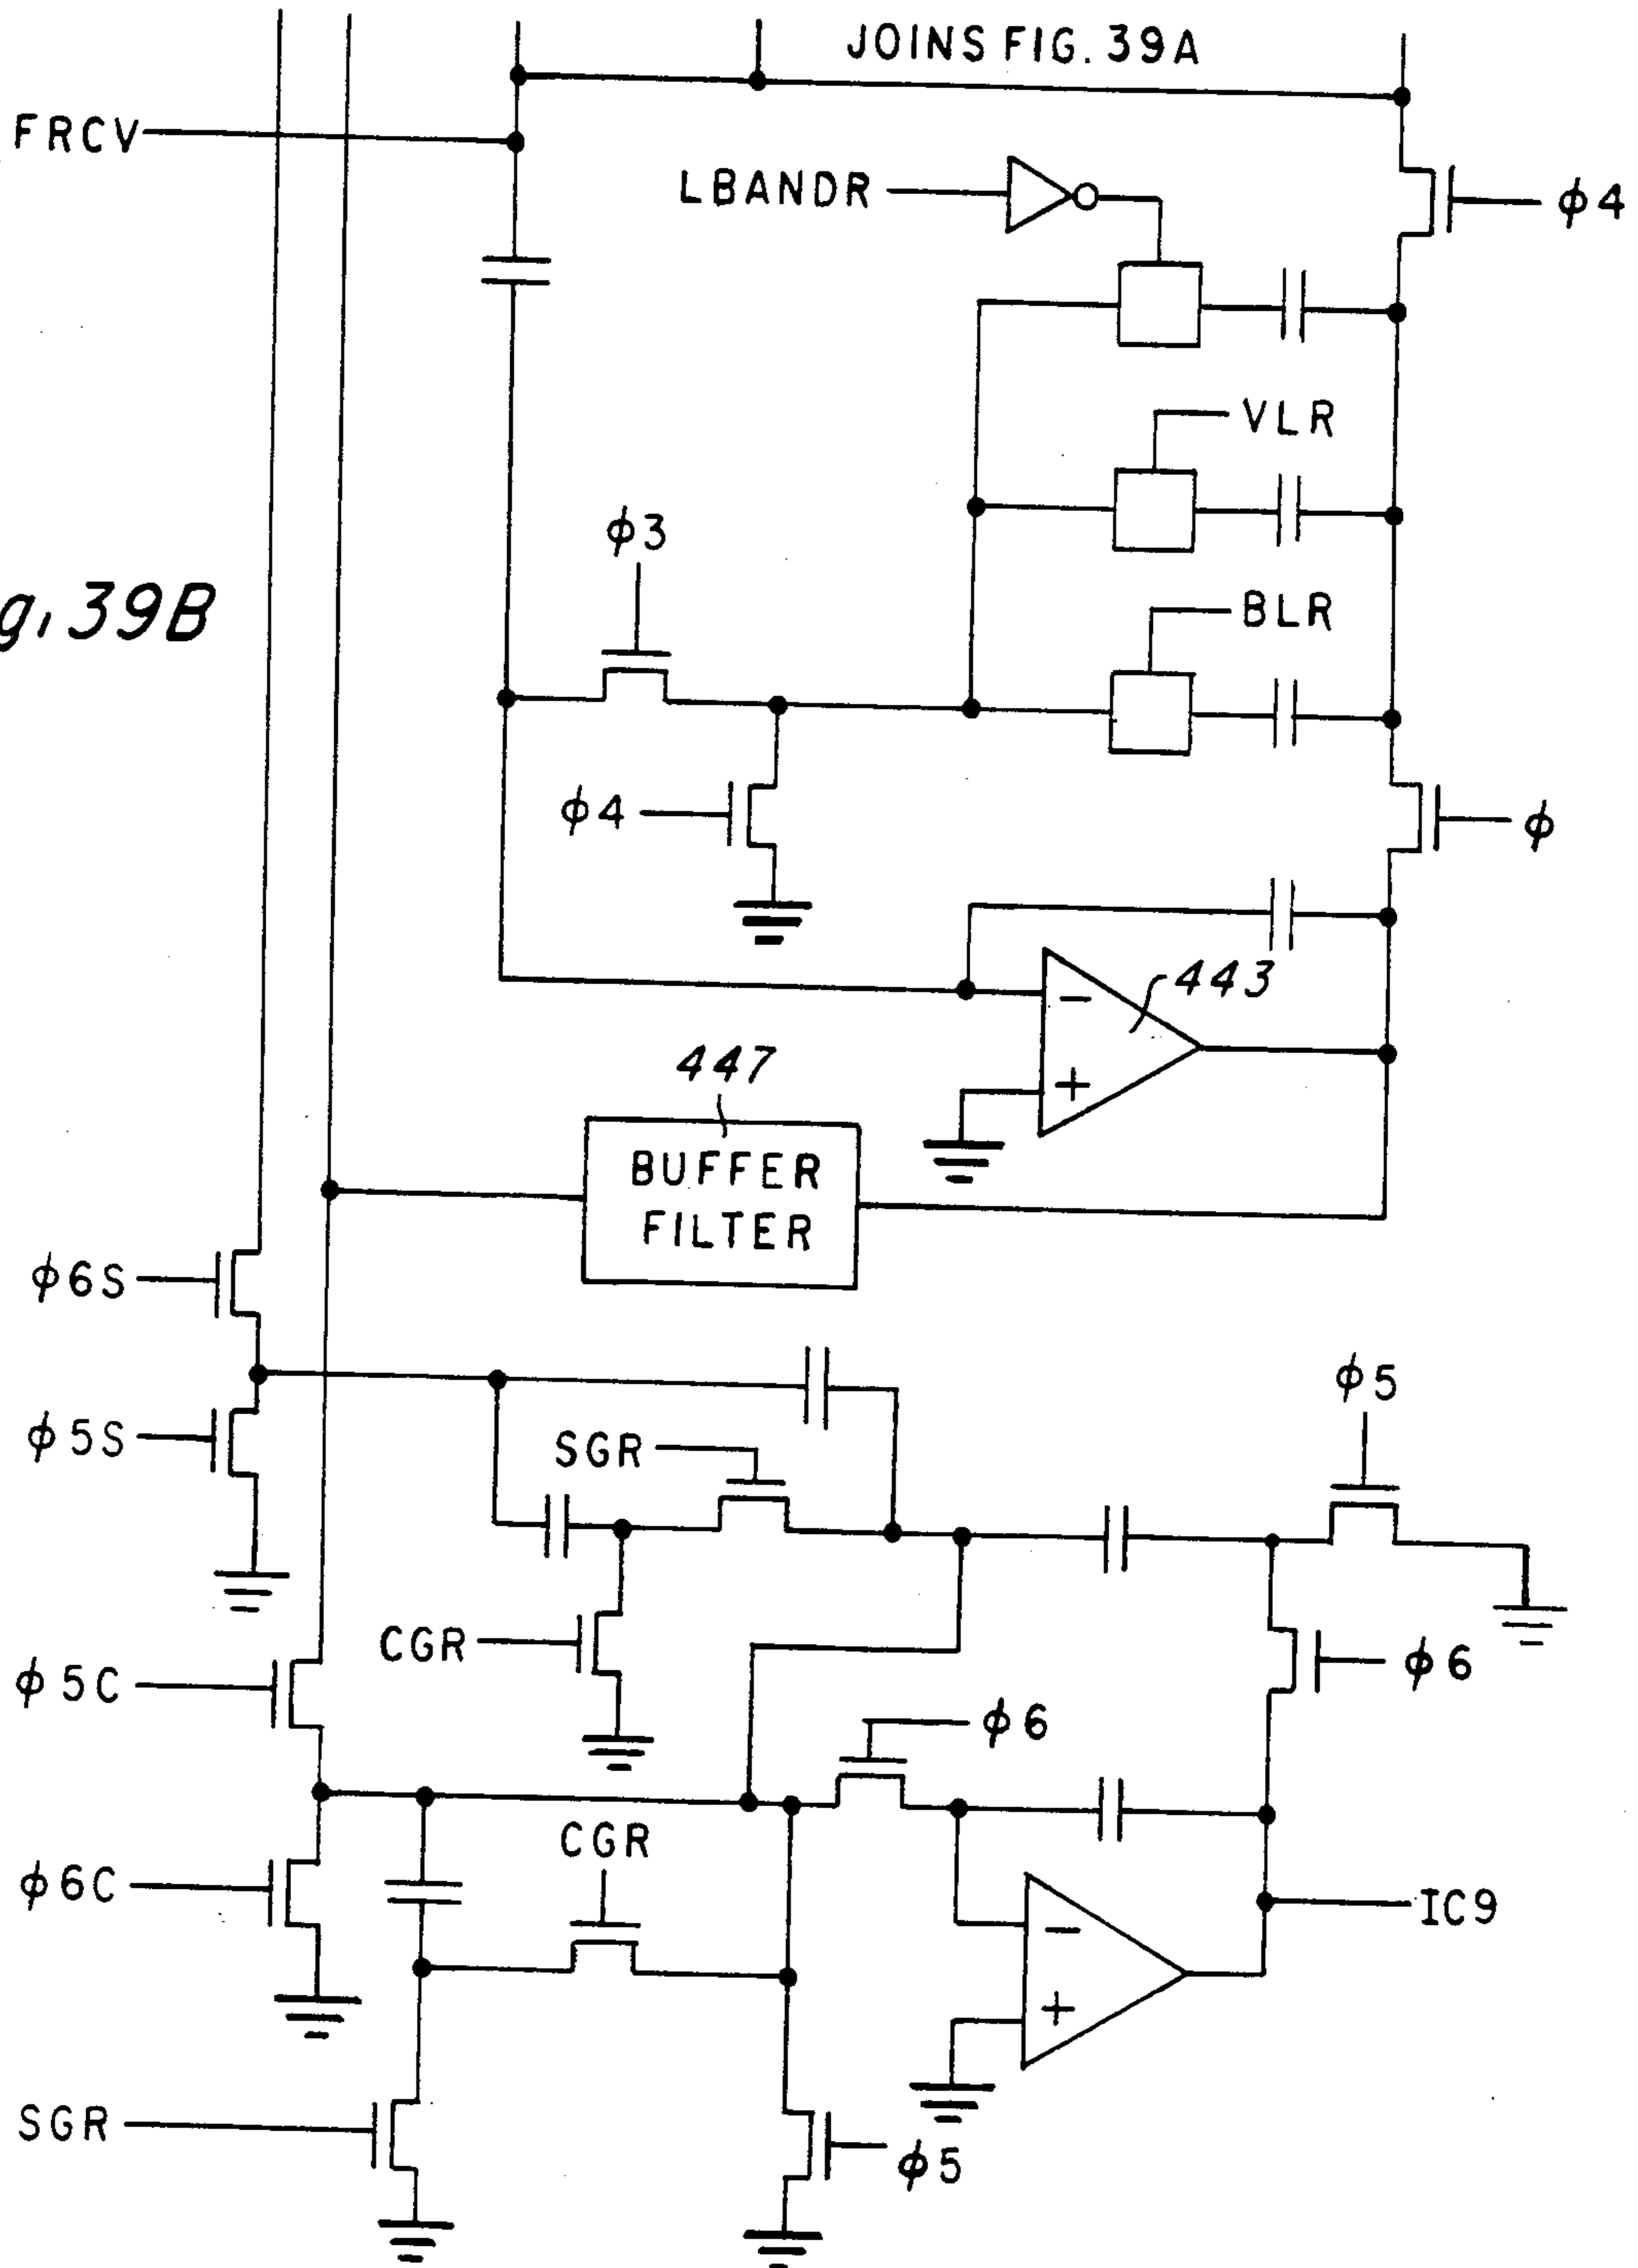 JOINS FIG. 39A
FRCV
LBANDR
φ4
VLR
φ3
BLR
g. 39B
φ4
φ
443
−
+
447
BUFFER
FILTER
φ6S
φ5
φ5S
SGR
CGR
φ6
φ5C
φ6
CGR
φ6C
IC9
−
+
SGR
φ5